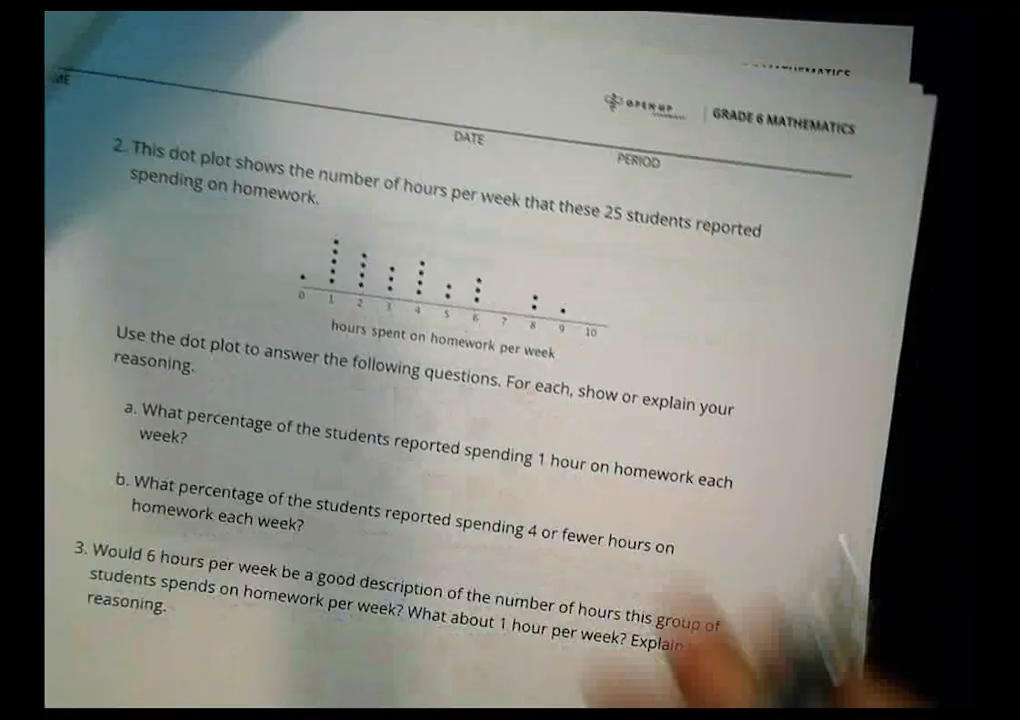 ME
OPEN UP
GRADE 6 MATHEMATICS
DATE
PERIOD
2. This dot plot shows the number of hours per week that these 25 students reported
spending on homework.
0 1 2 3 4 5 6 7 8 9 10
hours spent on homework per week
Use the dot plot to answer the following questions. For each, show or explain your
reasoning.
a. What percentage of the students reported spending 1 hour on homework each
week?
b. What percentage of the students reported spending 4 or fewer hours on
homework each week?
3. Would 6 hours per week be a good description of the number of hours this group of
students spends on homework per week? What about 1 hour per week? Explain
reasoning.